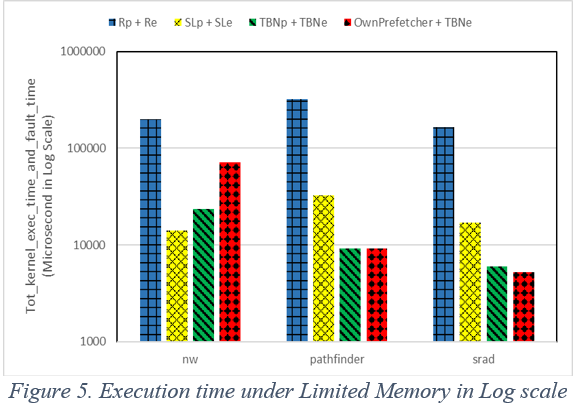 Rp + Re SLp + SLe TBNp + TBNe OwnPrefetcher + TBNe
Tot_kernel_exec_time_and_fault_time
(Microsecond in Log Scale)
1000000
100000
10000
1000
nw pathfinder srad
Figure 5. Execution time under Limited Memory in Log scale